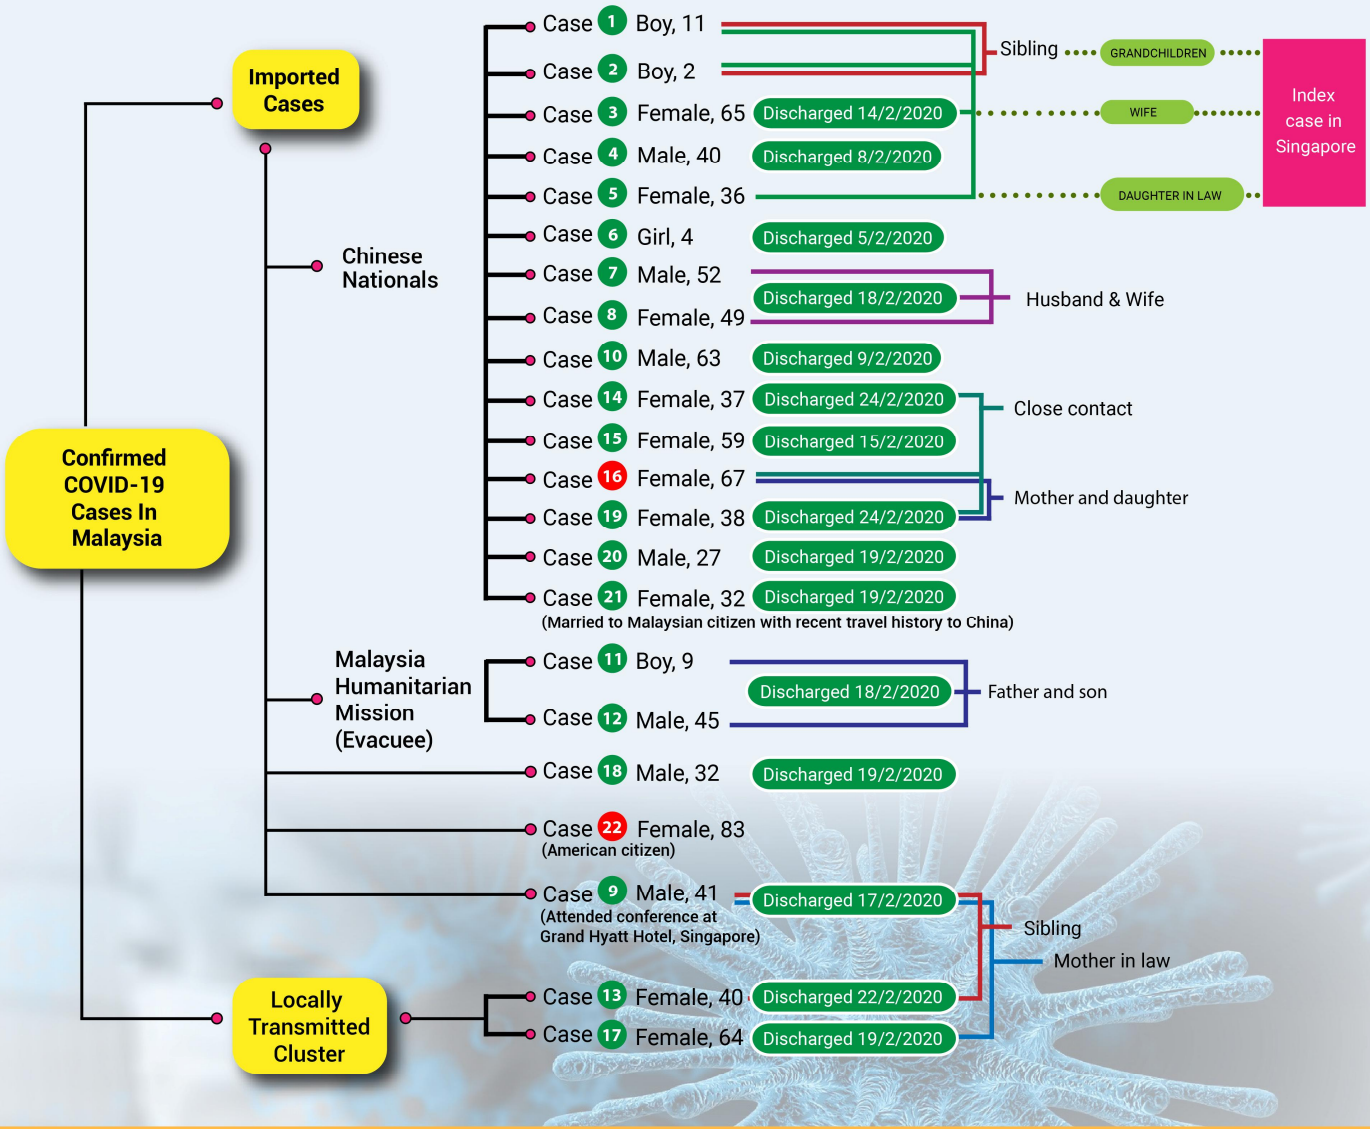 Confirmed
COVID-19
Cases In
Malaysia
Imported
Cases
Chinese
Nationals
Case 1 Boy, 11
Case 2 Boy, 2
Sibling
GRANDCHILDREN
Case 3 Female, 65 Discharged 14/2/2020
WIFE
Index
case in
Singapore
Case 4 Male, 40 Discharged 8/2/2020
Case 5 Female, 36
DAUGHTER IN LAW
Case 6 Girl, 4 Discharged 5/2/2020
Case 7 Male, 52
Discharged 18/2/2020
Husband & Wife
Case 8 Female, 49
Case 10 Male, 63 Discharged 9/2/2020
Case 14 Female, 37 Discharged 24/2/2020
Close contact
Case 15 Female, 59 Discharged 15/2/2020
Case 16 Female, 67
Mother and daughter
Case 19 Female, 38 Discharged 24/2/2020
Case 20 Male, 27 Discharged 19/2/2020
Case 21 Female, 32 Discharged 19/2/2020
(Married to Malaysian citizen with recent travel history to China)
Malaysia
Humanitarian
Mission
(Evacuee)
Case 11 Boy, 9
Discharged 18/2/2020
Father and son
Case 12 Male, 45
Case 18 Male, 32 Discharged 19/2/2020
Case 22 Female, 83
(American citizen)
Case 9 Male, 41 Discharged 17/2/2020
(Attended conference at
Grand Hyatt Hotel, Singapore)
Sibling
Mother in law
Locally
Transmitted
Cluster
Case 13 Female, 40 Discharged 22/2/2020
Case 17 Female, 64 Discharged 19/2/2020